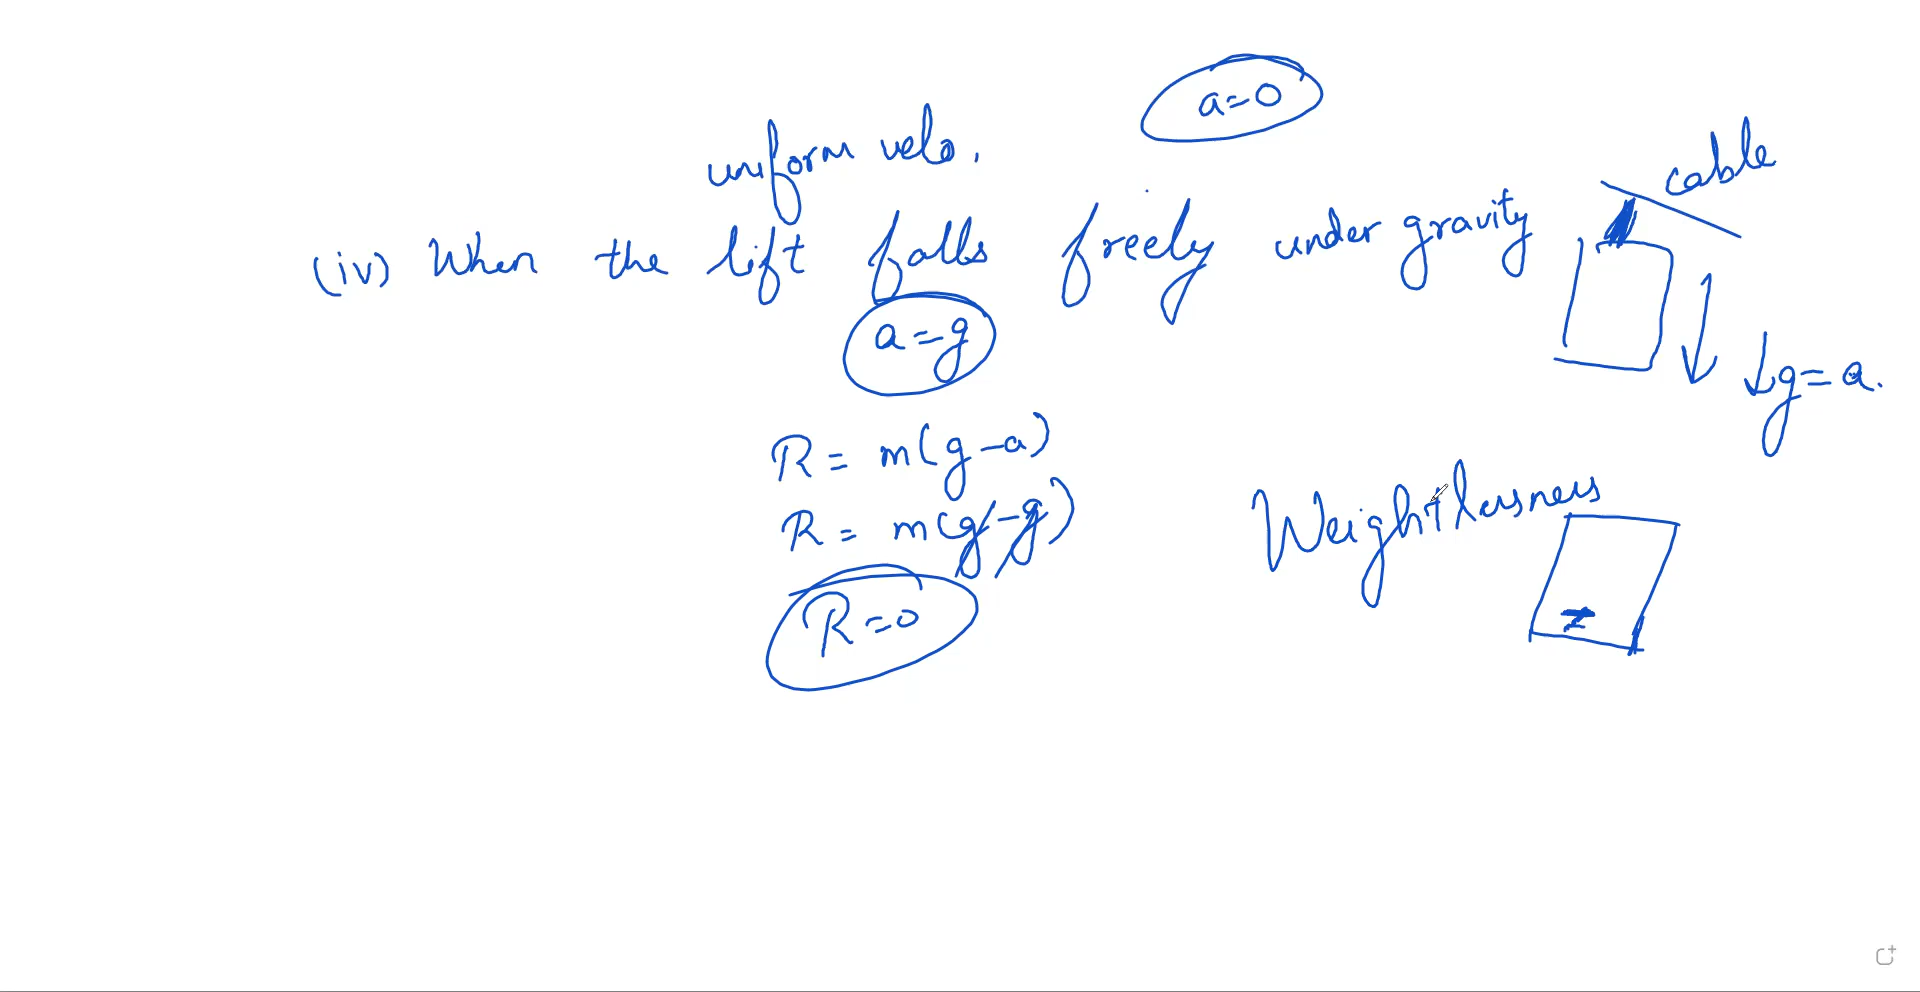 a=0
uniform velo.
cable
(iv) When the lift falls freely under gravity
a=g
g=a.
R = m(g-a)
Weightlessness
R = m(g-g)
R=0